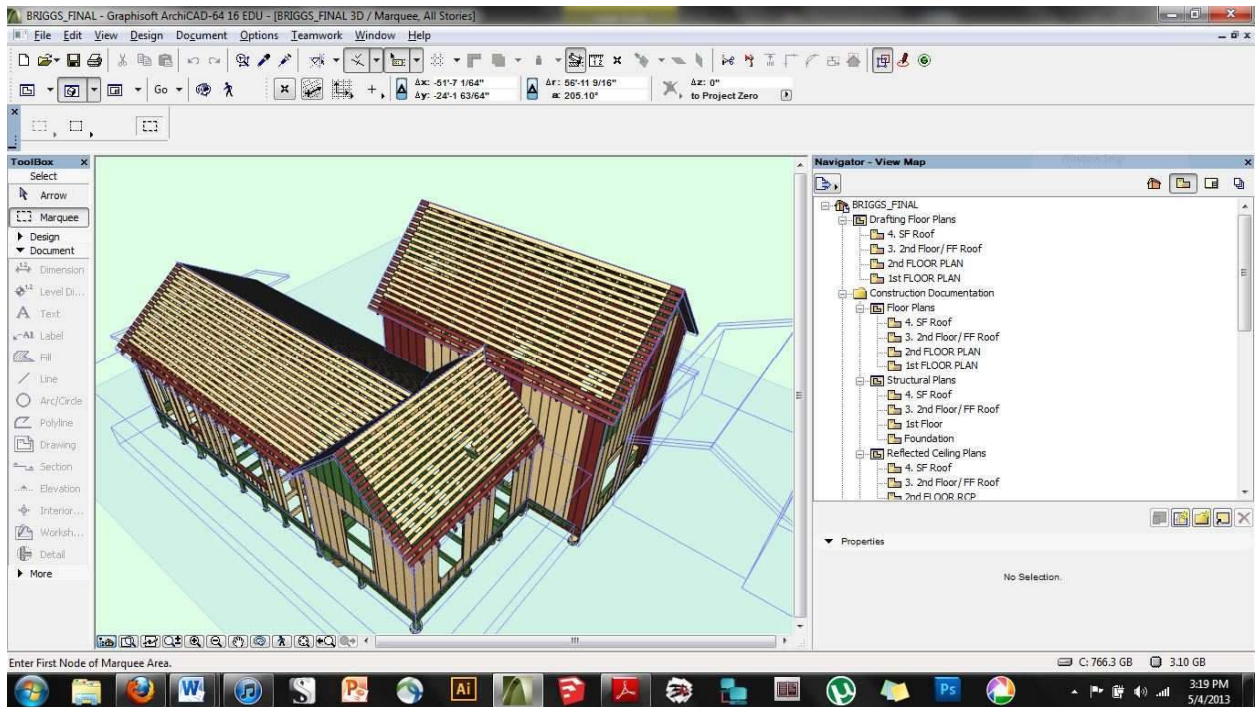 BRIGGS_FINAL - Graphisoft ArchiCAD-64 16 EDU - [BRIGGS_FINAL 3D / Marquee, All Stories]
File Edit View Design Document Options Teamwork Window Help
Go
Δx: -51'-7 1/64" Δr: 56'-11 9/16" Δz: 0"
Δy: -24'-1 63/64" α: 205.10° to Project Zero
ToolBox
Select
Arrow
Marquee
Design
Document
Dimension
Level Di...
Text
Label
Fill
Line
Arc/Circle
Polyline
Drawing
Section
Elevation
Interior...
Worksh...
Detail
More
Navigator - View Map
BRIGGS_FINAL
Drafting Floor Plans
4. SF Roof
3. 2nd Floor/ FF Roof
2nd FLOOR PLAN
1st FLOOR PLAN
Construction Documentation
Floor Plans
4. SF Roof
3. 2nd Floor/ FF Roof
2nd FLOOR PLAN
1st FLOOR PLAN
Structural Plans
4. SF Roof
3. 2nd Floor/ FF Roof
1st Floor
Foundation
Reflected Ceiling Plans
4. SF Roof
3. 2nd Floor/ FF Roof
2nd FLOOR RCP
Properties
No Selection.
Enter First Node of Marquee Area.
C: 766.3 GB 3.10 GB
W S P Ai Ps
3:19 PM
5/4/2013